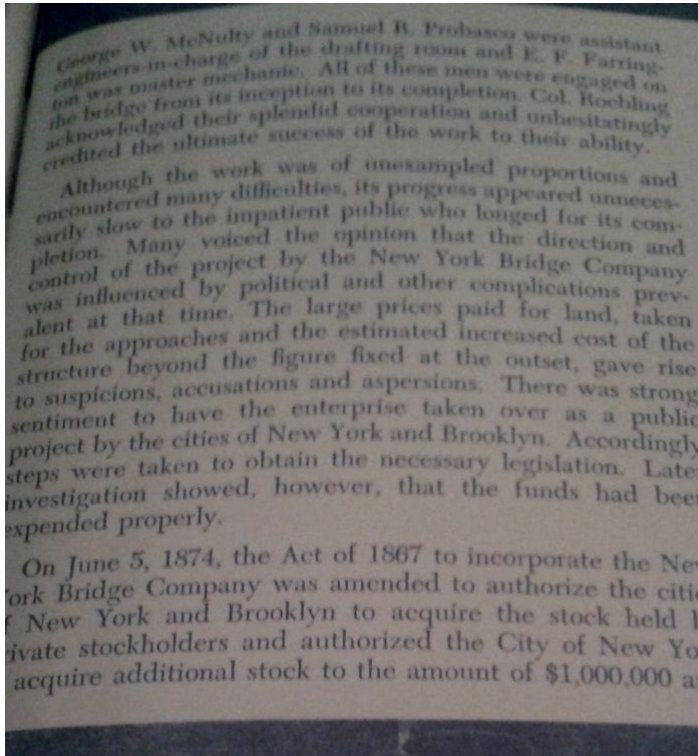 George W. McNulty and Samuel R. Probasco were assistant
engineers-in-charge of the drafting room and E. F. Farring-
ton was master mechanic. All of these men were engaged on
the bridge from its inception to its completion. Col. Roebling
acknowledged their splendid cooperation and unhesitatingly
credited the ultimate success of the work to their ability.
Although the work was of unexampled proportions and
encountered many difficulties, its progress appeared unneces-
sarily slow to the impatient public who longed for its com-
pletion. Many voiced the opinion that the direction and
control of the project by the New York Bridge Company
was influenced by political and other complications prev-
alent at that time. The large prices paid for land, taken
for the approaches and the estimated increased cost of the
structure beyond the figure fixed at the outset, gave rise
to suspicions, accusations and aspersions. There was strong
sentiment to have the enterprise taken over as a public
project by the cities of New York and Brooklyn. Accordingly
steps were taken to obtain the necessary legislation. Late
investigation showed, however, that the funds had bee
expended properly.
On June 5, 1874, the Act of 1867 to incorporate the Ne
ork Bridge Company was amended to authorize the citi
f New York and Brooklyn to acquire the stock held
ivate stockholders and authorized the City of New Yo
acquire additional stock to the amount of $1,000,000 a